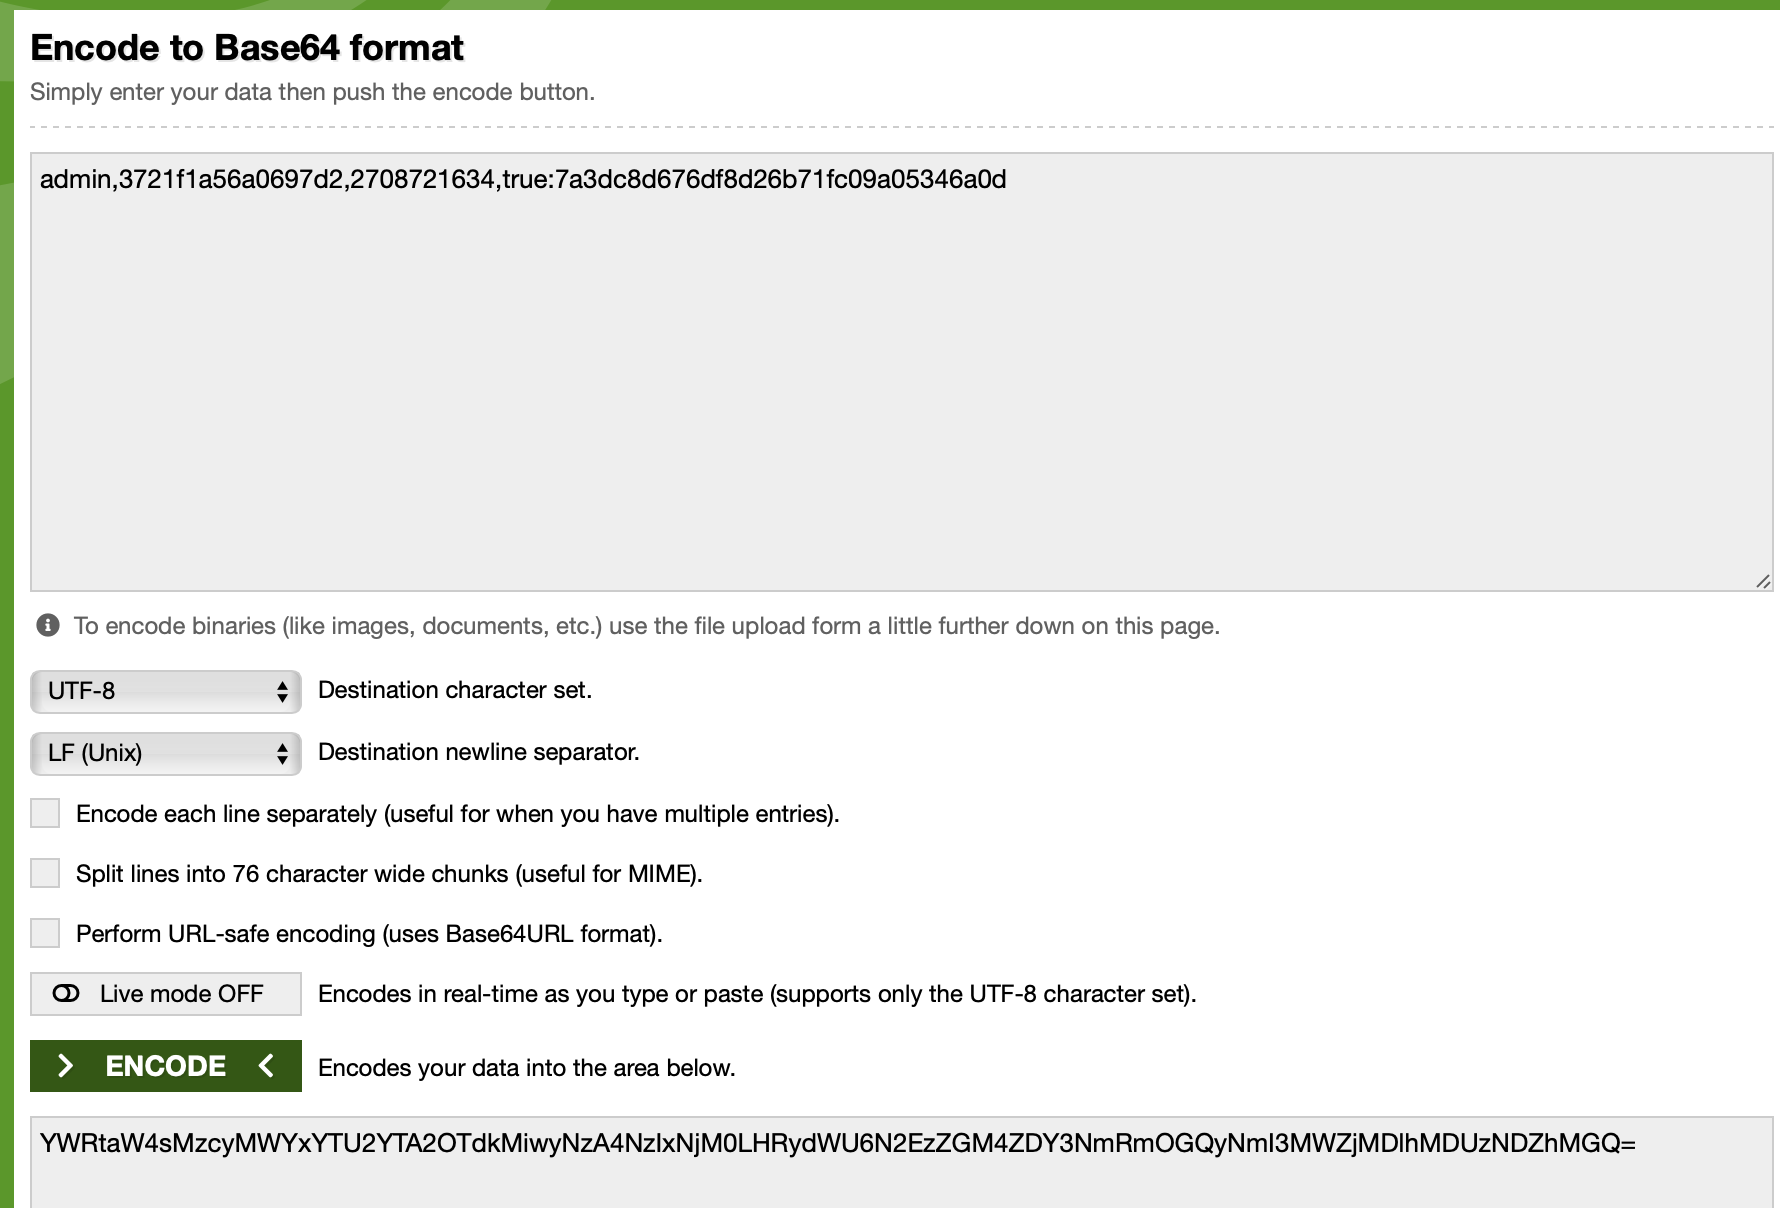 Encode to Base64 format
Simply enter your data then push the encode button.
admin,3721f1a56a0697d2,2708721634,true:7a3dc8d676df8d26b71fc09a05346a0d
To encode binaries (like images, documents, etc.) use the file upload form a little further down on this page.
UTF-8 Destination character set.
LF (Unix) Destination newline separator.
Encode each line separately (useful for when you have multiple entries).
Split lines into 76 character wide chunks (useful for MIME).
Perform URL-safe encoding (uses Base64URL format).
Live mode OFF Encodes in real-time as you type or paste (supports only the UTF-8 character set).
> ENCODE < Encodes your data into the area below.
YWRtaW4sMzcyMWYxYTU2YTA2OTdkMiwyNzA4NzIxNjM0LHRydWU6N2EzZGM4ZDY3NmRmOGQyNmI3MWZjMDlhMDUzNDZhMGQ=